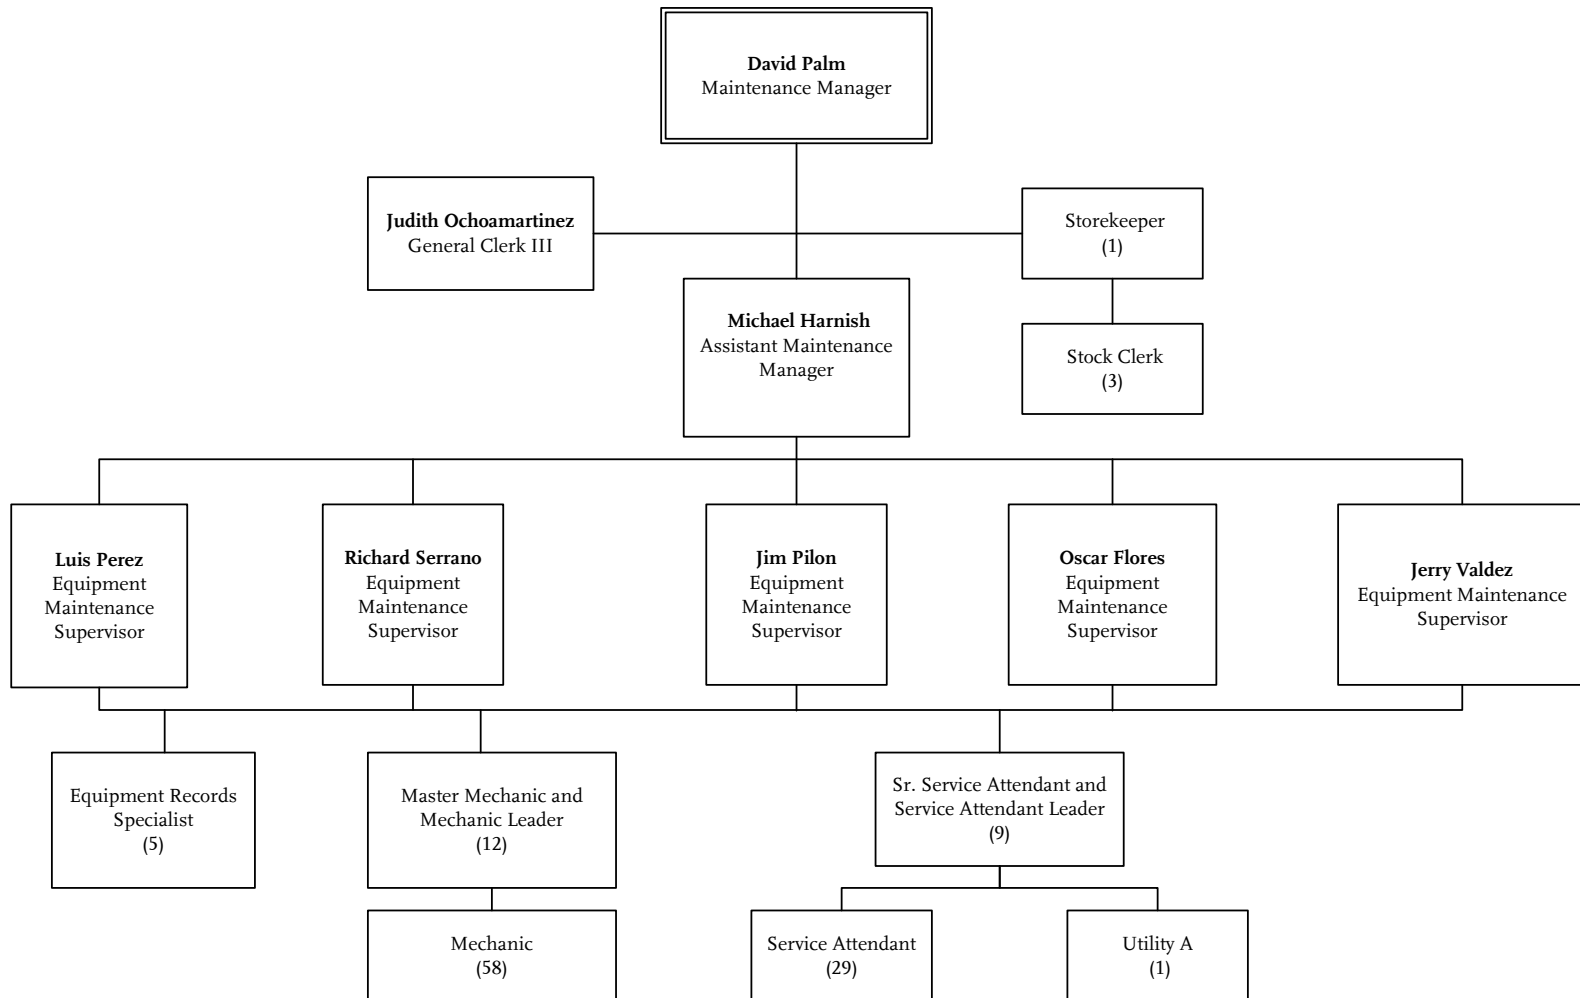 David Palm
Maintenance Manager
Judith Ochoamartinez
General Clerk III
Storekeeper
(1)
Michael Harnish
Assistant Maintenance
Manager
Stock Clerk
(3)
Luis Perez
Equipment
Maintenance
Supervisor
Richard Serrano
Equipment
Maintenance
Supervisor
Jim Pilon
Equipment
Maintenance
Supervisor
Oscar Flores
Equipment
Maintenance
Supervisor
Jerry Valdez
Equipment Maintenance
Supervisor
Equipment Records
Specialist
(5)
Master Mechanic and
Mechanic Leader
(12)
Sr. Service Attendant and
Service Attendant Leader
(9)
Mechanic
(58)
Service Attendant
(29)
Utility A
(1)